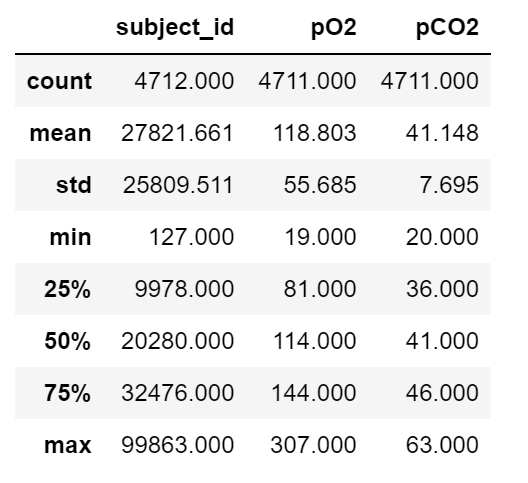 subject_id pO2 pCO2
count 4712.000 4711.000 4711.000
mean 27821.661 118.803 41.148
std 25809.511 55.685 7.695
min 127.000 19.000 20.000
25% 9978.000 81.000 36.000
50% 20280.000 114.000 41.000
75% 32476.000 144.000 46.000
max 99863.000 307.000 63.000